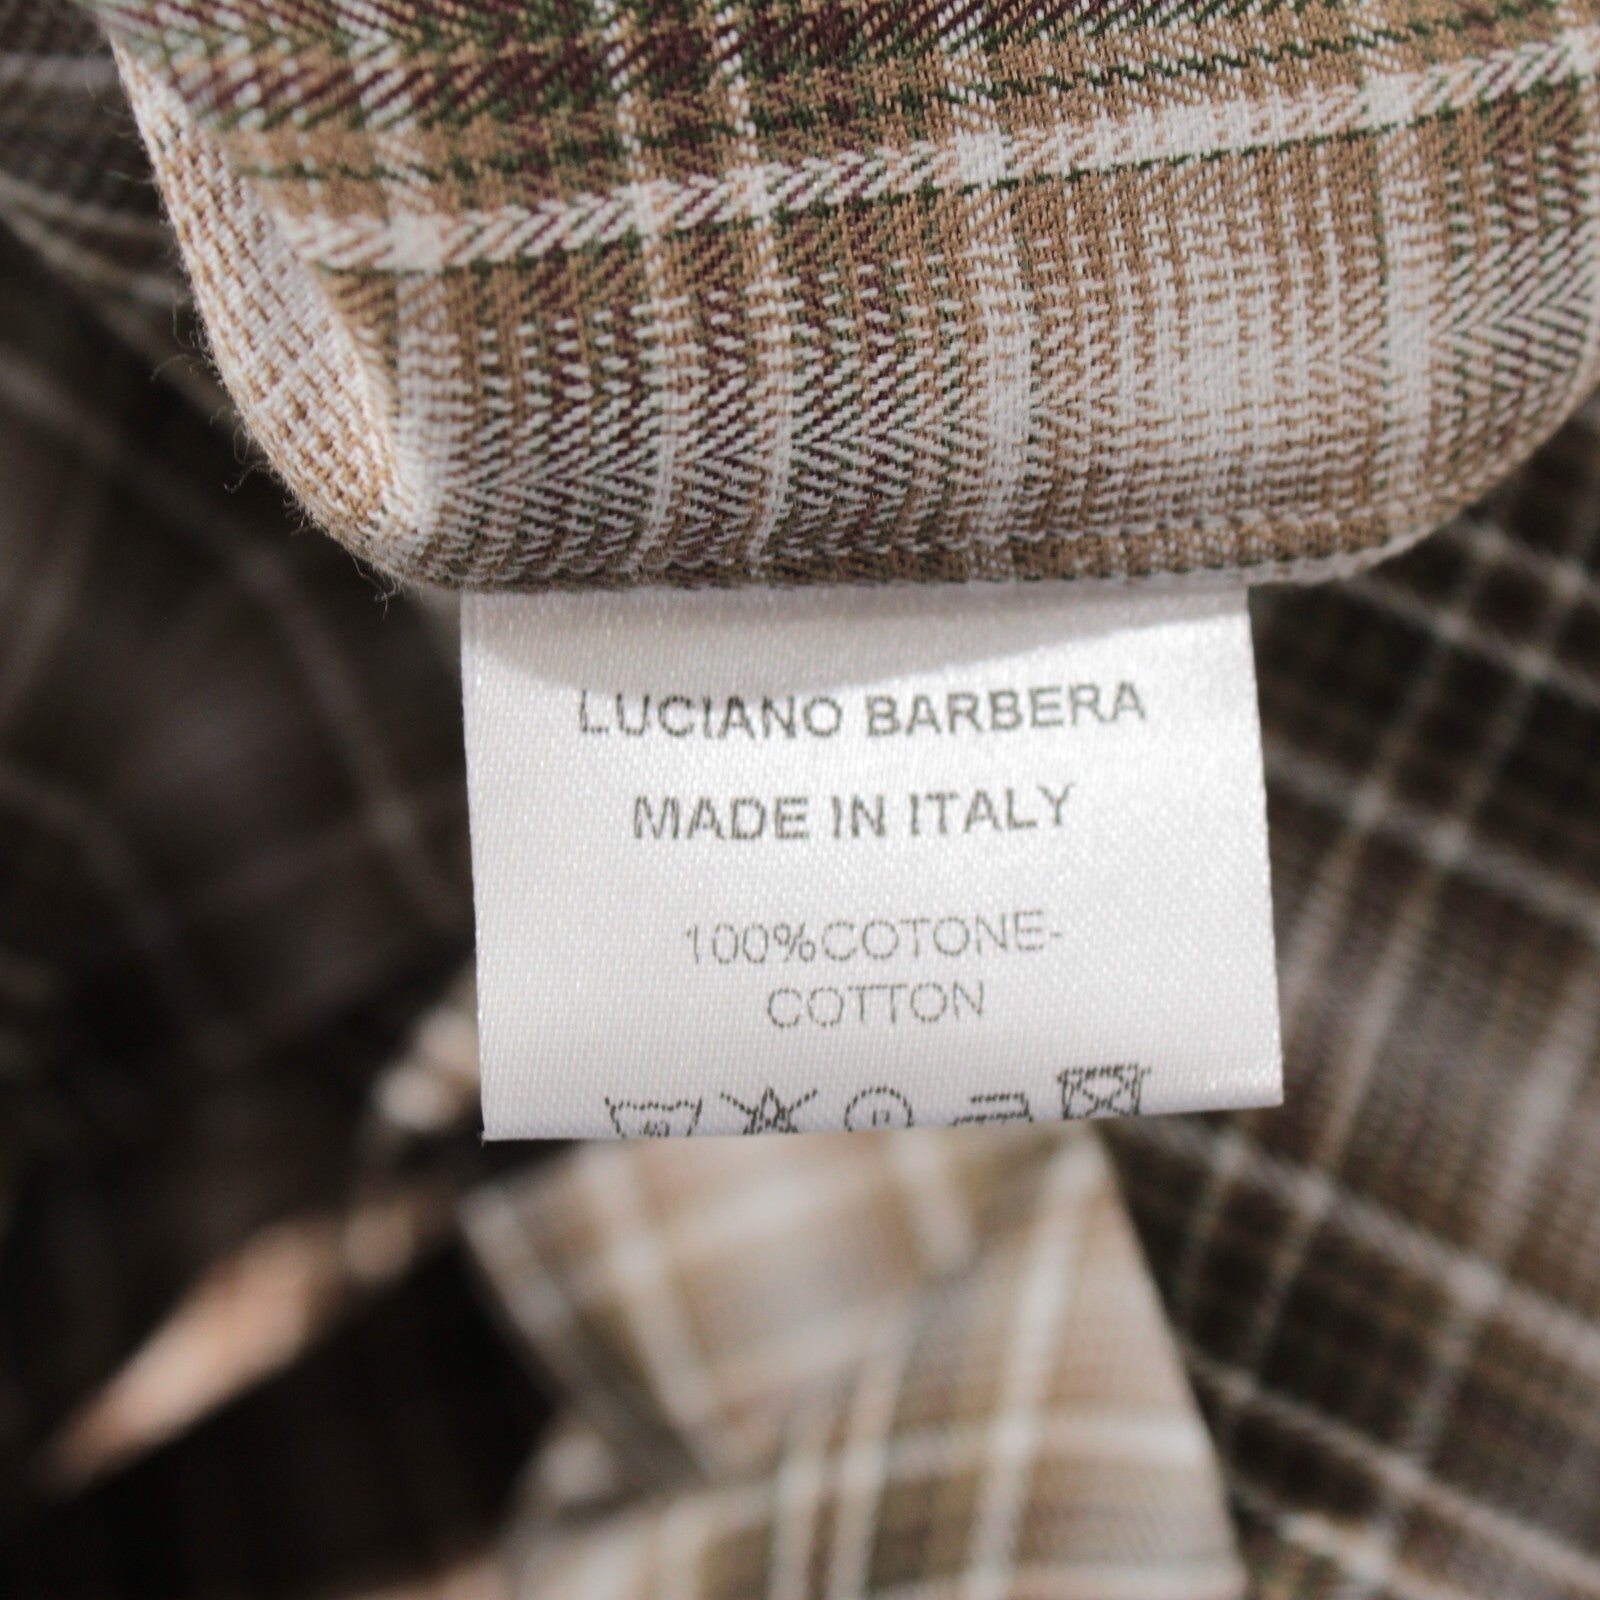 LUCIANO BARBERA
MADE IN ITALY
100%COTONE-
COTTON